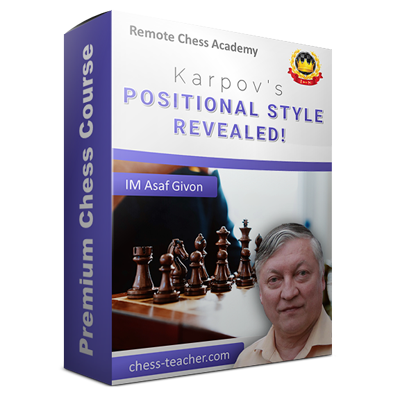 Remote Chess Academy
Karpov's
POSITIONAL STYLE
REVEALED!
IM Asaf Givon
chess-teacher.com
Premium Chess Course